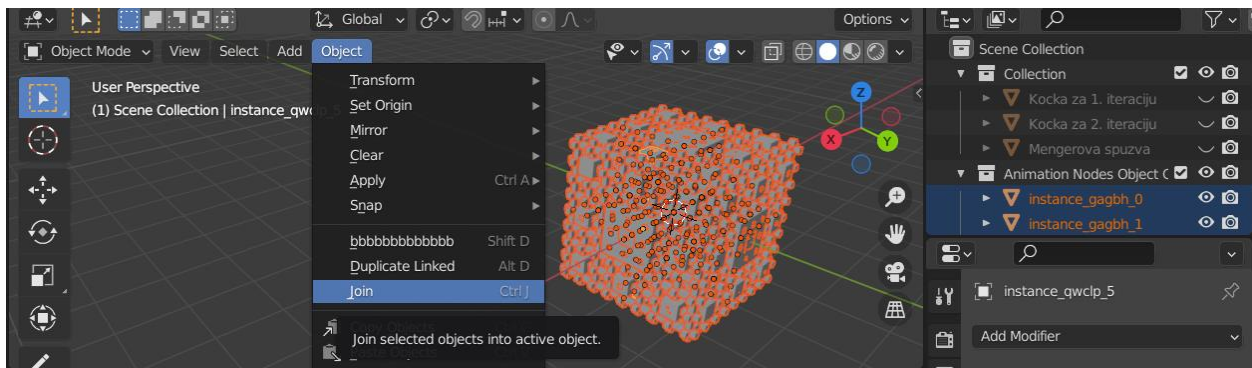 Global
Options
Object Mode View Select Add Object
Scene Collection
Transform
User Perspective
(1) Scene Collection | instance_qwclp_5
Set Origin
Mirror
Clear
Apply Ctrl A
Snap
bbbbbbbbbbbbb Shift D
Duplicate Linked Alt D
Join Ctrl J
Join selected objects into active object.
Z
X
Y
Collection
Kocka za 1. iteraciju
Kocka za 2. iteraciju
Mengerova spuzva
Animation Nodes Object C
instance_gagbh_0
instance_gagbh_1
instance_qwclp_5
Add Modifier